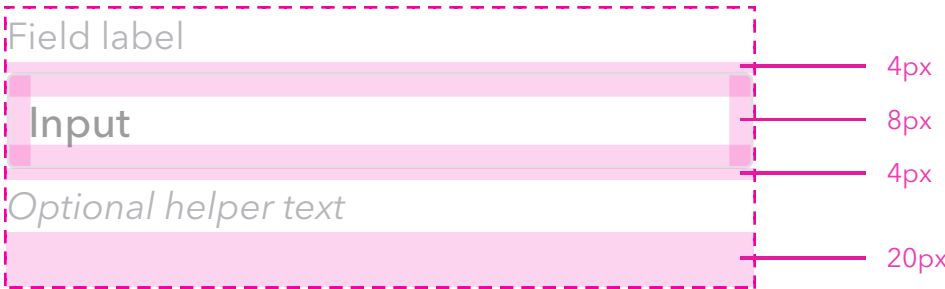 Field label
4px
Input
8px
4px
Optional helper text
20px